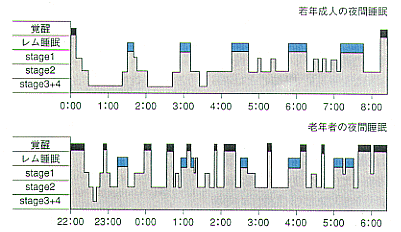 若年成人の夜間睡眠
覚醒
レム睡眠
stage1
stage2
stage3+4
0:00 1:00 2:00 3:00 4:00 5:00 6:00 7:00 8:00
老年者の夜間睡眠
覚醒
レム睡眠
stage1
stage2
stage3+4
22:00 23:00 0:00 1:00 2:00 3:00 4:00 5:00 6:00